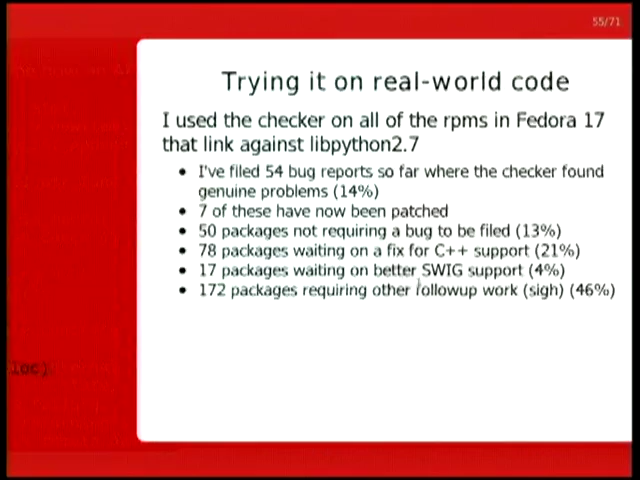 55/71
Trying it on real-world code
I used the checker on all of the rpms in Fedora 17
that link against libpython2.7
• I've filed 54 bug reports so far where the checker found
genuine problems (14%)
• 7 of these have now been patched
• 50 packages not requiring a bug to be filed (13%)
• 78 packages waiting on a fix for C++ support (21%)
• 17 packages waiting on better SWIG support (4%)
• 172 packages requiring other followup work (sigh) (46%)